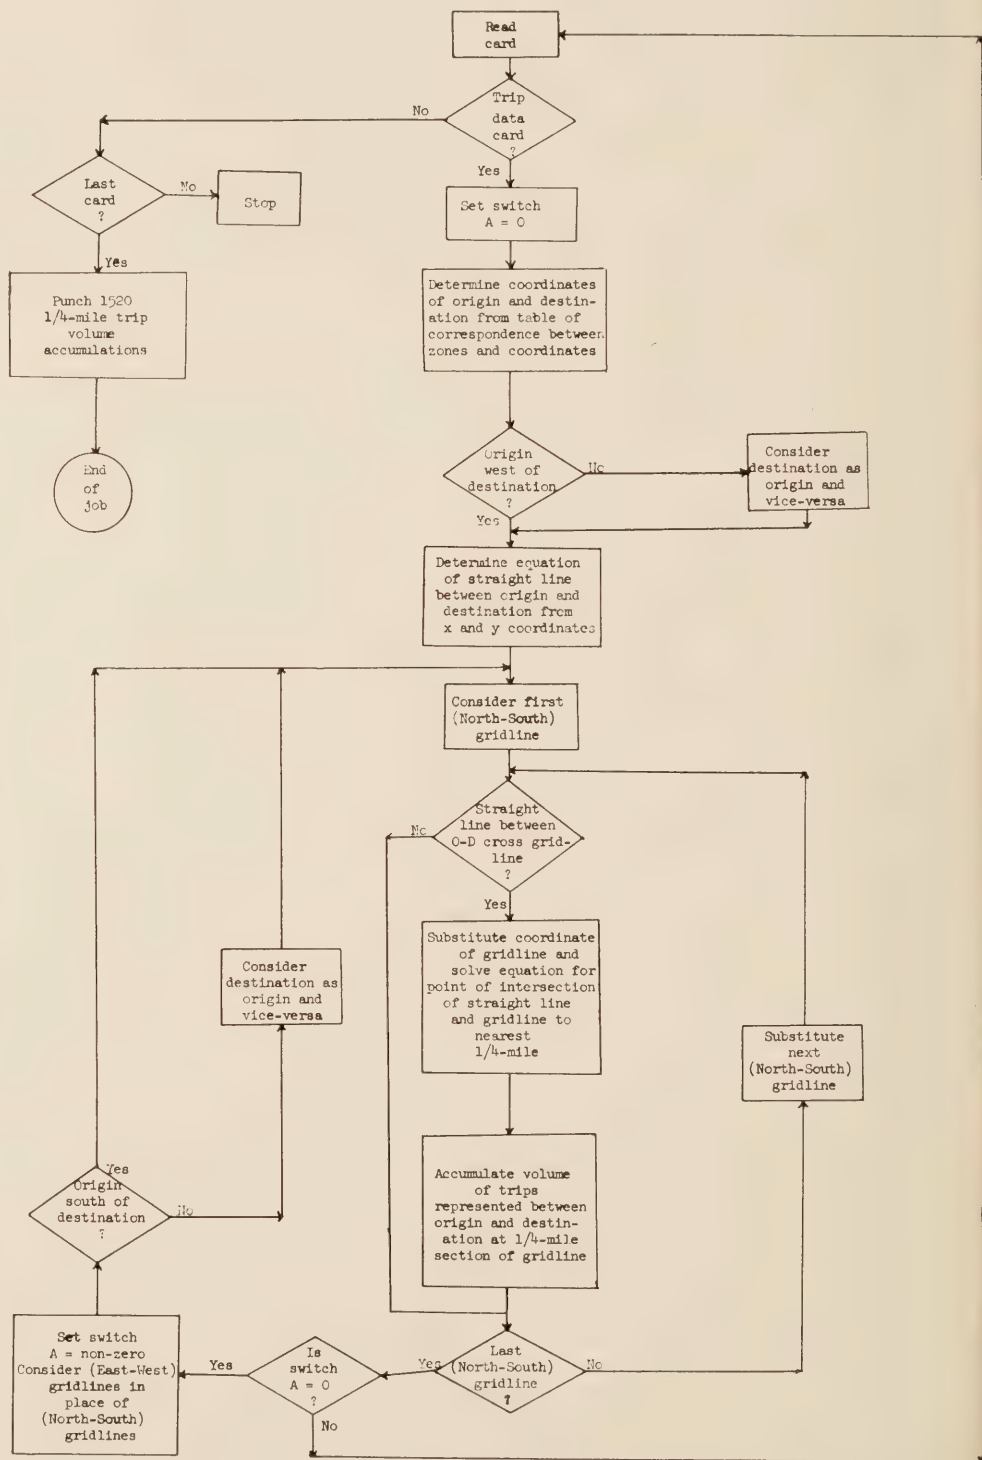 Read
card
Trip
data
card
?
No
Yes
Last
card
?
No
Stop
Yes
Set switch
A = 0
Punch 1520
1/4-mile trip
volume
accumulations
Determine coordinates
of origin and destin-
ation from table of
correspondence between
zones and coordinates
End
of
job
Origin
west of
destination
?
No
Yes
Consider
destination as
origin and
vice-versa
Determine equation
of straight line
between origin and
destination from
x and y coordinates
Consider first
(North-South)
gridline
Straight
line between
O-D cross grid-
line
?
No
Yes
Substitute coordinate
of gridline and
solve equation for
point of intersection
of straight line
and gridline to
nearest
1/4-mile
Consider
destination as
origin and
vice-versa
Substitute
next
(North-South)
gridline
Accumulate volume
of trips
represented between
origin and destin-
ation at 1/4-mile
section of gridline
Yes
Origin
south of
destination
?
No
Set switch
A = non-zero
Consider (East-West)
gridlines in
place of
(North-South)
gridlines
Yes
Is
switch
A = 0
?
No
Yes
Last
(North-South)
gridline
?
No